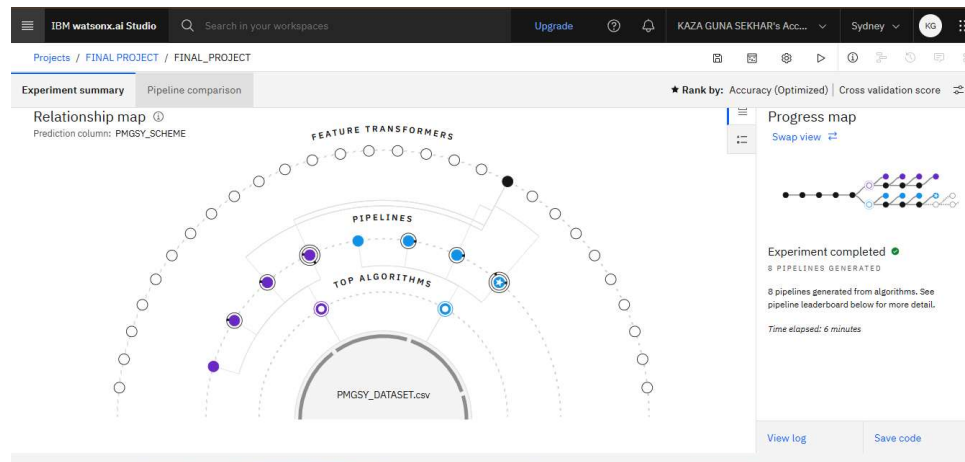 IBM watsonx.ai Studio
Search in your workspaces
Upgrade
KAZA GUNA SEKHAR's Acc...
Sydney
KG
Projects / FINAL PROJECT / FINAL_PROJECT
Experiment summary
Pipeline comparison
Rank by: Accuracy (Optimized) | Cross validation score
Relationship map
Prediction column: PMGSY_SCHEME
FEATURE TRANSFORMERS
PIPELINES
TOP ALGORITHMS
PMGSY_DATASET.csv
Progress map
Swap view
Experiment completed
8 PIPELINES GENERATED
8 pipelines generated from algorithms. See
pipeline leaderboard below for more detail.
Time elapsed: 6 minutes
View log
Save code